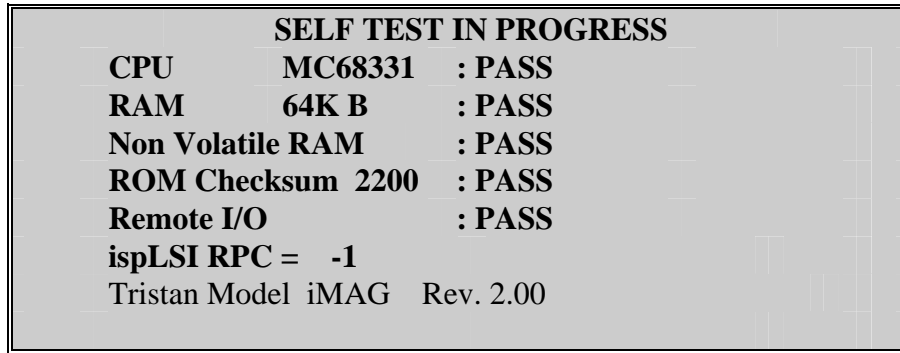 SELF TEST IN PROGRESS
CPU MC68331 : PASS
RAM 64K B : PASS
Non Volatile RAM : PASS
ROM Checksum 2200 : PASS
Remote I/O : PASS
ispLSI RPC = -1
Tristan Model iMAG Rev. 2.00